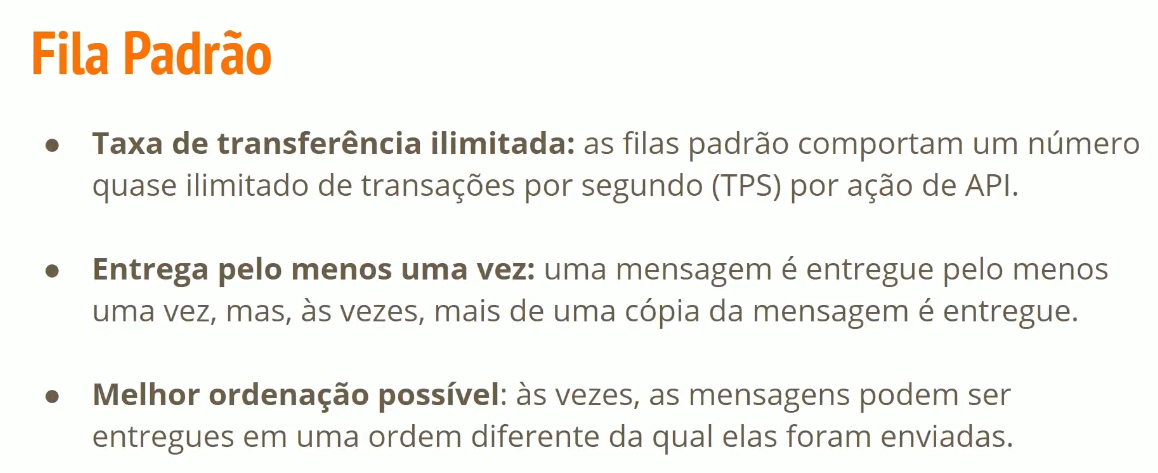 Fila Padrão
● Taxa de transferência ilimitada: as filas padrão comportam um número
quase ilimitado de transações por segundo (TPS) por ação de API.
● Entrega pelo menos uma vez: uma mensagem é entregue pelo menos
uma vez, mas, às vezes, mais de uma cópia da mensagem é entregue.
● Melhor ordenação possível: às vezes, as mensagens podem ser
entregues em uma ordem diferente da qual elas foram enviadas.